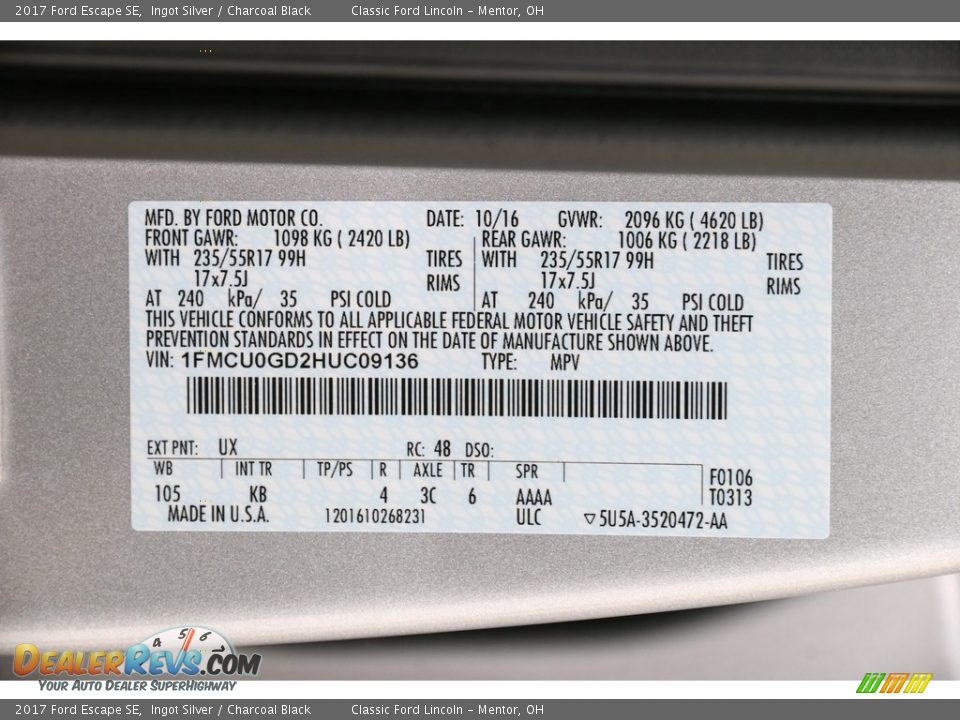 2017 Ford Escape SE, Ingot Silver / Charcoal Black Classic Ford Lincoln - Mentor, OH
MFD. BY FORD MOTOR CO. DATE: 10/16 GVWR: 2096 KG ( 4620 LB)
FRONT GAWR: 1098 KG ( 2420 LB) REAR GAWR: 1006 KG ( 2218 LB)
WITH 235/55R17 99H TIRES WITH 235/55R17 99H TIRES
17x7.5J RIMS 17x7.5J RIMS
AT 240 kPa/ 35 PSI COLD AT 240 kPa/ 35 PSI COLD
THIS VEHICLE CONFORMS TO ALL APPLICABLE FEDERAL MOTOR VEHICLE SAFETY AND THEFT
PREVENTION STANDARDS IN EFFECT ON THE DATE OF MANUFACTURE SHOWN ABOVE.
VIN: 1FMCU0GD2HUC09136 TYPE: MPV
EXT PNT: UX RC: 48 DSO:
WB INT TR TP/PS R AXLE TR SPR F0106
105 KB 4 3C 6 AAAA T0313
MADE IN U.S.A. 1201610268231 ULC ▽5U5A-3520472-AA
4 5 6
DEALERREVS.COM
YOUR AUTO DEALER SUPERHIGHWAY
2017 Ford Escape SE, Ingot Silver / Charcoal Black Classic Ford Lincoln - Mentor, OH